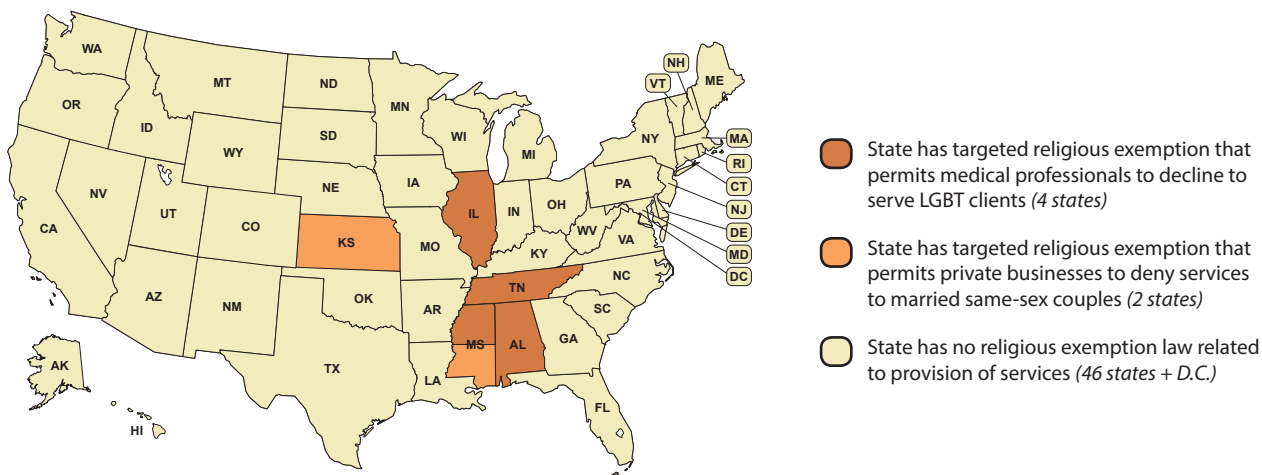 WA
OR
CA
NV
ID
MT
WY
UT
AZ
CO
NM
ND
SD
NE
KS
OK
TX
MN
IA
MO
AR
LA
WI
IL
MI
IN
OH
KY
TN
MS
AL
GA
FL
SC
NC
VA
WV
PA
NY
ME
VT
NH
MA
RI
CT
NJ
DE
MD
DC
AK
HI
State has targeted religious exemption that
permits medical professionals to decline to
serve LGBT clients (4 states)
State has targeted religious exemption that
permits private businesses to deny services
to married same-sex couples (2 states)
State has no religious exemption law related
to provision of services (46 states + D.C.)